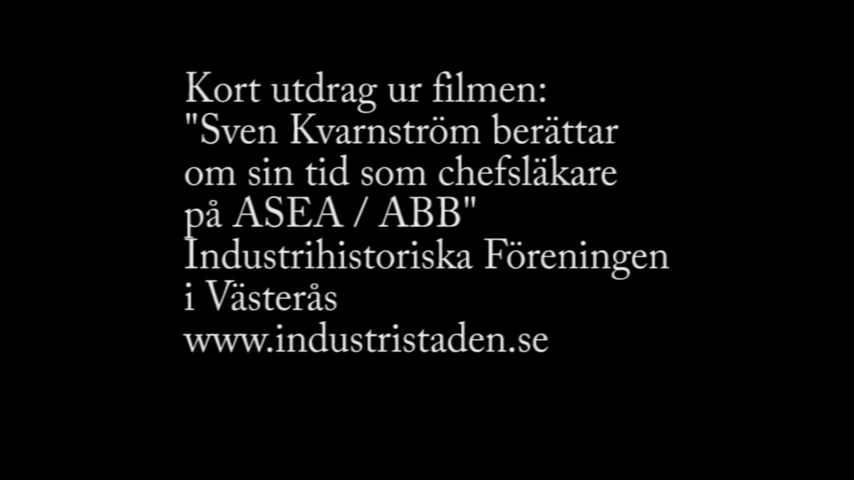 Kort utdrag ur filmen:
"Sven Kvarnström berättar
om sin tid som chefsläkare
på ASEA / ABB"
Industrihistoriska Föreningen
i Västerås
www.industristaden.se